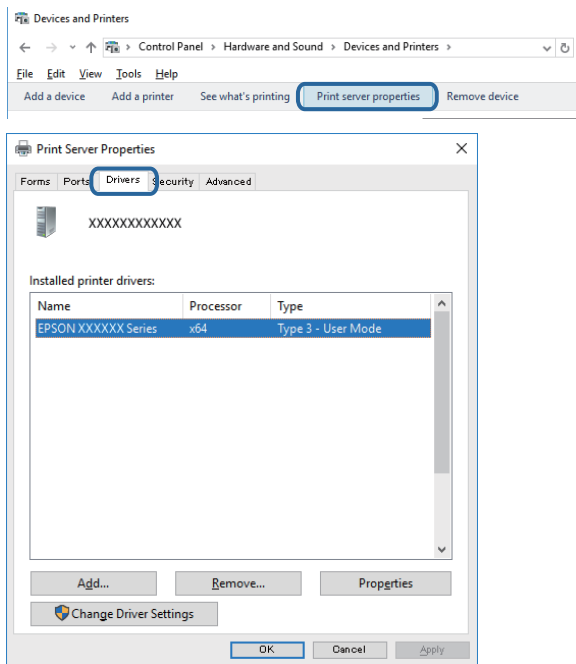 Devices and Printers
Control Panel > Hardware and Sound > Devices and Printers >
File Edit View Tools Help
Add a device Add a printer See what's printing Print server properties Remove device
Print Server Properties
Forms Ports Drivers Security Advanced
XXXXXXXXXXXX
Installed printer drivers:
Name Processor Type
EPSON XXXXXX Series x64 Type 3 - User Mode
Add... Remove... Properties
Change Driver Settings
OK Cancel Apply